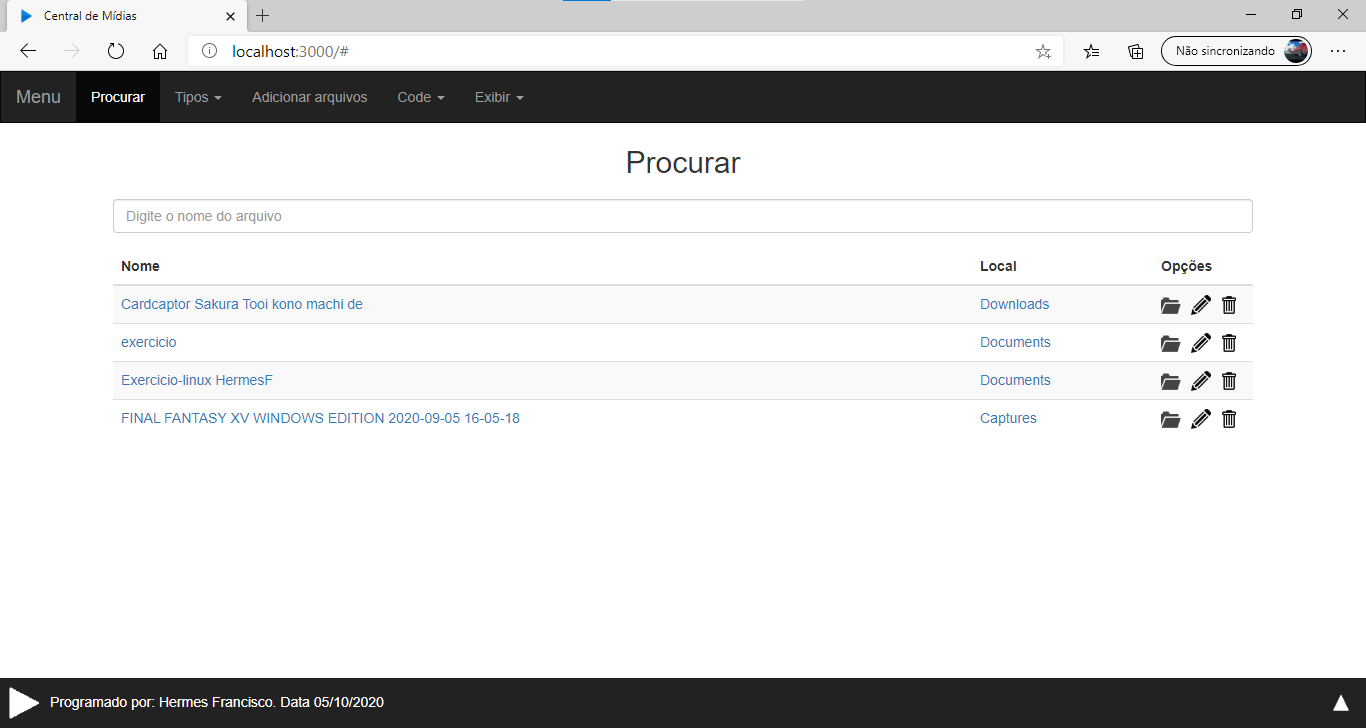 Central de Mídias
localhost:3000/#
Não sincronizando
Menu Procurar Tipos Adicionar arquivos Code Exibir
Procurar
Digite o nome do arquivo
Nome Local Opções
Cardcaptor Sakura Tooi kono machi de Downloads
exercicio Documents
Exercicio-linux HermesF Documents
FINAL FANTASY XV WINDOWS EDITION 2020-09-05 16-05-18 Captures
Programado por: Hermes Francisco. Data 05/10/2020